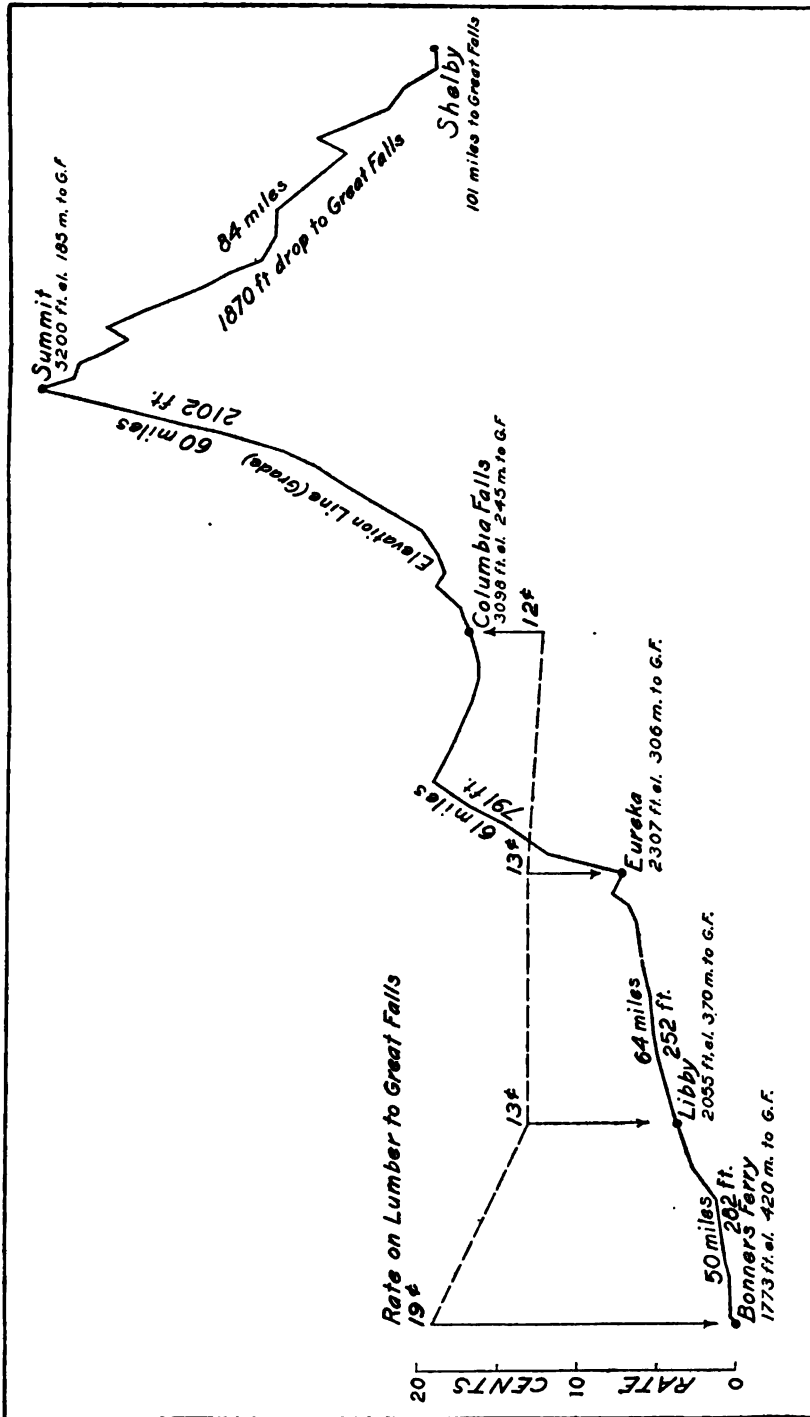 Rate on Lumber to Great Falls
19¢
13¢
13¢
12¢
20
10
0
RATE CENTS
Bonners Ferry
1773 ft. el. 420 m. to G.F.
50 miles
282 ft.
Libby
2055 ft. el. 370 m. to G.F.
64 miles
252 ft.
Eureka
2307 ft. el. 306 m. to G.F.
61 miles
791 ft.
Columbia Falls
3098 ft. el. 245 m. to G.F
Elevation Line (Grade)
60 miles
2102 ft.
Summit
5200 ft. el. 185 m. to G.F
84 miles
1870 ft drop to Great Falls
Shelby
101 miles to Great Falls